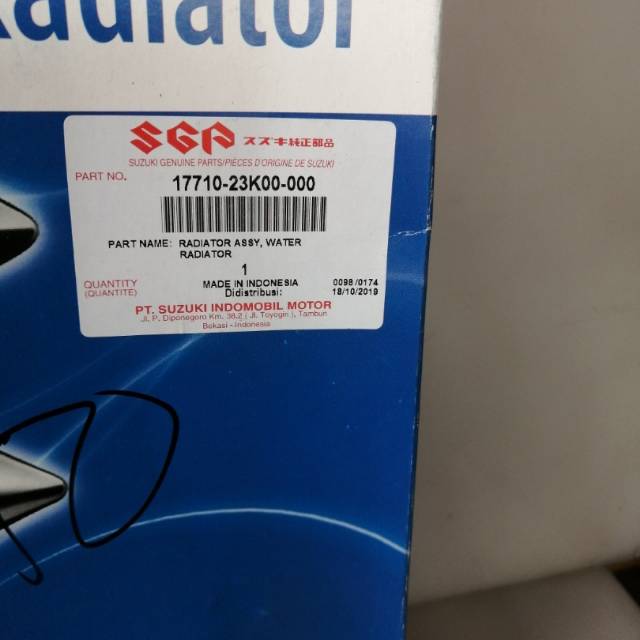 Radiator
SGP スズキ純正部品
SUZUKI GENUINE PARTS/PIÈCES D'ORIGINE DE SUZUKI
PART NO. 17710-23K00-000
PART NAME: RADIATOR ASSY, WATER
RADIATOR
1
QUANTITY MADE IN INDONESIA 0098/0174
(QUANTITE) Didistribusi: 18/10/2019
PT. SUZUKI INDOMOBIL MOTOR
Jl. P. Diponegoro Km. 38,2 ( Jl. Toyogiri ), Tambun
Bekasi - Indonesia